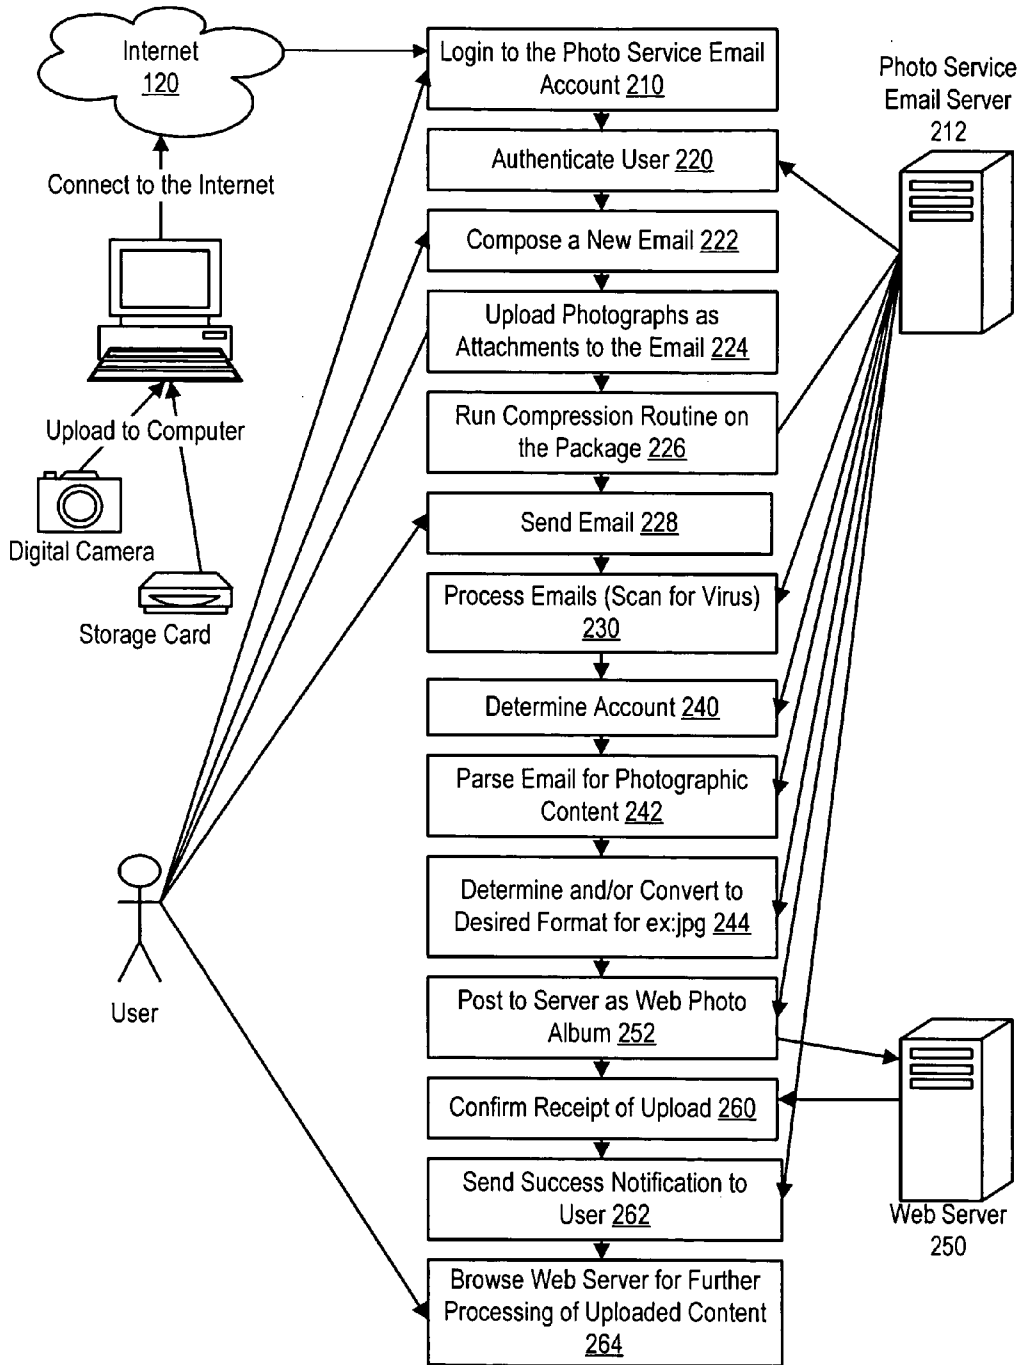 Internet
120
Connect to the Internet
Upload to Computer
Digital Camera
Storage Card
User
Login to the Photo Service Email
Account 210
Authenticate User 220
Compose a New Email 222
Upload Photographs as
Attachments to the Email 224
Run Compression Routine on
the Package 226
Send Email 228
Process Emails (Scan for Virus)
230
Determine Account 240
Parse Email for Photographic
Content 242
Determine and/or Convert to
Desired Format for ex:jpg 244
Post to Server as Web Photo
Album 252
Confirm Receipt of Upload 260
Send Success Notification to
User 262
Browse Web Server for Further
Processing of Uploaded Content
264
Photo Service
Email Server
212
Web Server
250